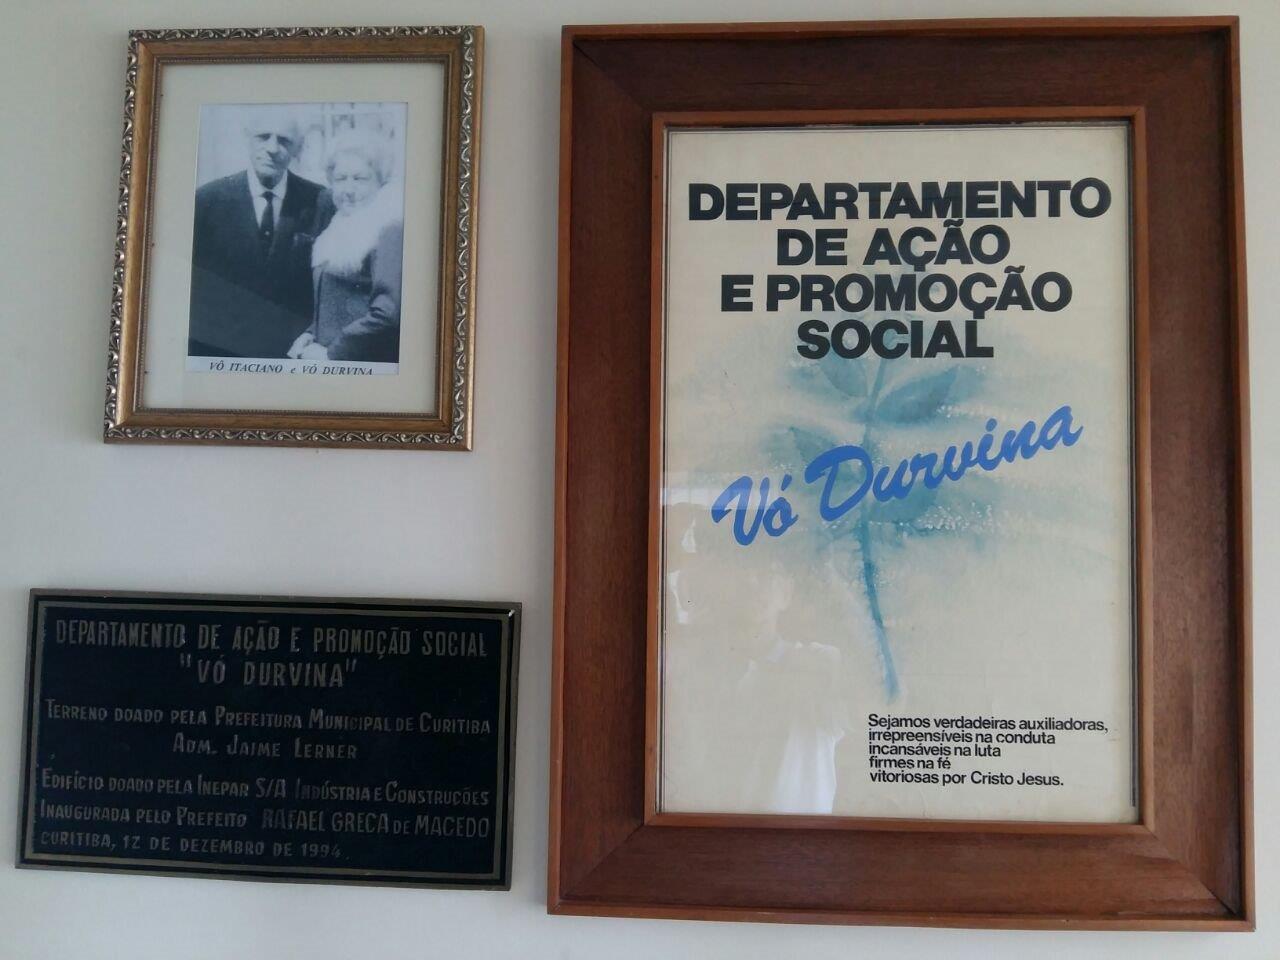 VÔ ITACIANO e VÓ DURVINA
DEPARTAMENTO
DE AÇÃO
E PROMOÇÃO
SOCIAL
Vó Durvina
Sejamos verdadeiras auxiliadoras,
irrepreensíveis na conduta
incansáveis na luta
firmes na fé
vitoriosas por Cristo Jesus.
DEPARTAMENTO DE AÇÃO E PROMOÇÃO SOCIAL
"VÓ DURVINA"
TERRENO DOADO PELA PREFEITURA MUNICIPAL DE CURITIBA
ADM. JAIME LERNER
EDIFÍCIO DOADO PELA INEPAR S/A INDÚSTRIA E CONSTRUÇÕES
INAUGURADA PELO PREFEITO RAFAEL GRECA DE MACEDO
CURITIBA, 12 DE DEZEMBRO DE 1994.